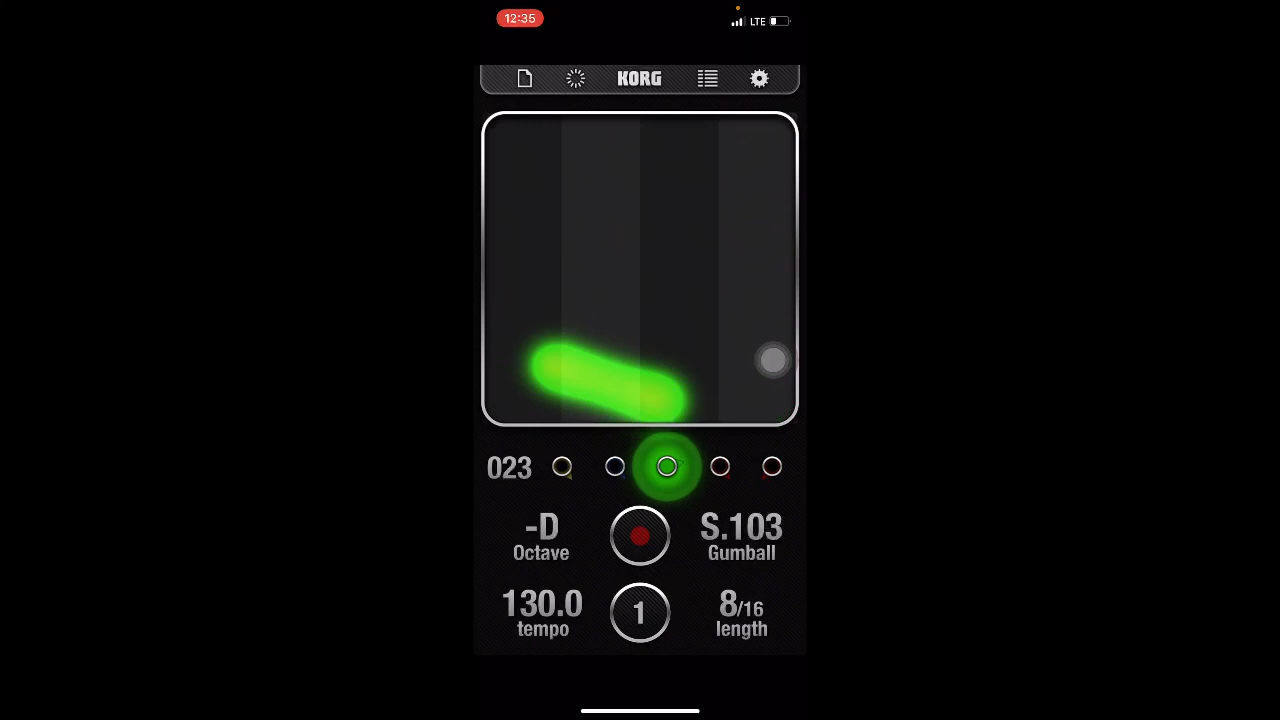 12:35
LTE
KORG
023
-D
Octave
S.103
Gumball
130.0
tempo
1
8/16
length